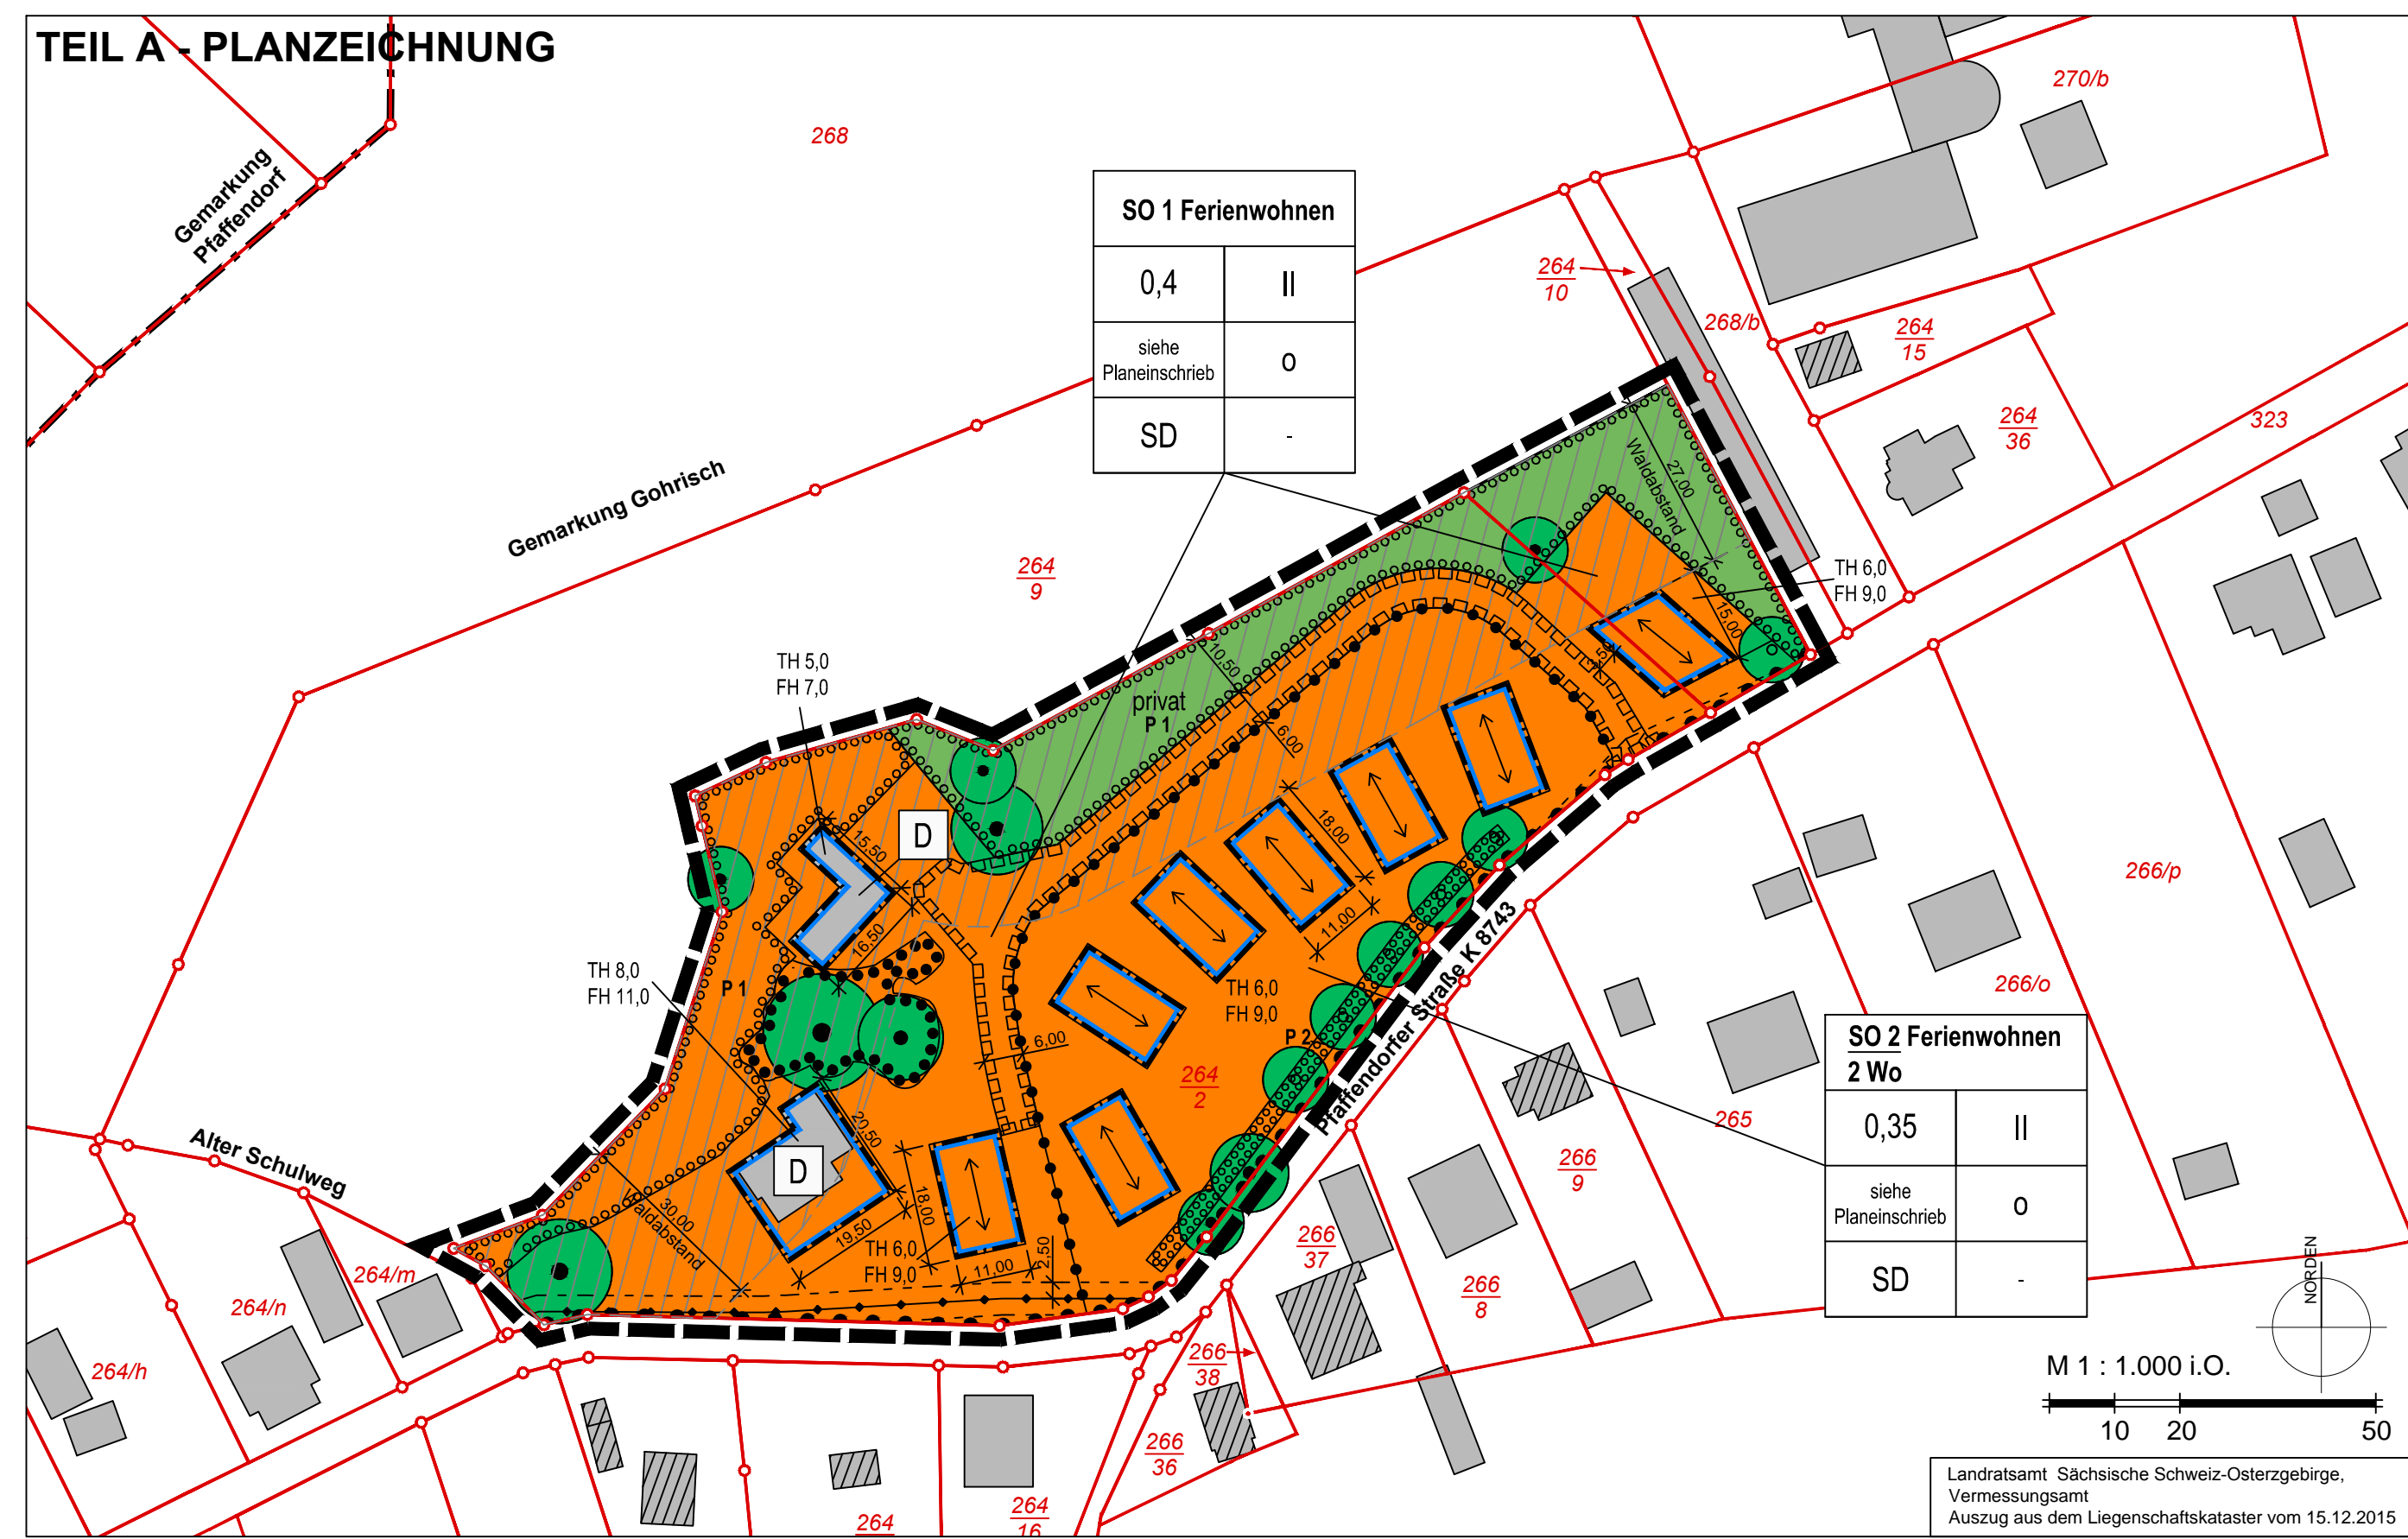 TEIL A - PLANZEICHNUNG
268
270/b
Gemarkung
Pfaffendorf
SO 1 Ferienwohnen
0,4
II
siehe
Planeinschrieb
o
SD
-
264
10
268/b
264
15
264
36
323
Gemarkung Gohrisch
264
9
Waldabstand
27,00
TH 6,0
FH 9,0
15,00
3,50
TH 5,0
FH 7,0
privat
P 1
10,50
6,00
D
15,50
16,50
18,00
11,00
266/p
TH 8,0
FH 11,0
P 1
TH 6,0
FH 9,0
P 2
Pfaffendorfer Straße K 8743
266/o
6,00
264
2
SO 2 Ferienwohnen
2 Wo
0,35
II
siehe
Planeinschrieb
o
SD
-
265
266
9
Alter Schulweg
D
20,50
19,50
18,00
30,00
Waldabstand
TH 6,0
FH 9,0
11,00
2,50
266
37
266
8
264/m
264/n
264/h
266
38
266
36
264
264
16
NORDEN
M 1 : 1.000 i.O.
10 20 50
Landratsamt Sächsische Schweiz-Osterzgebirge,
Vermessungsamt
Auszug aus dem Liegenschaftskataster vom 15.12.2015